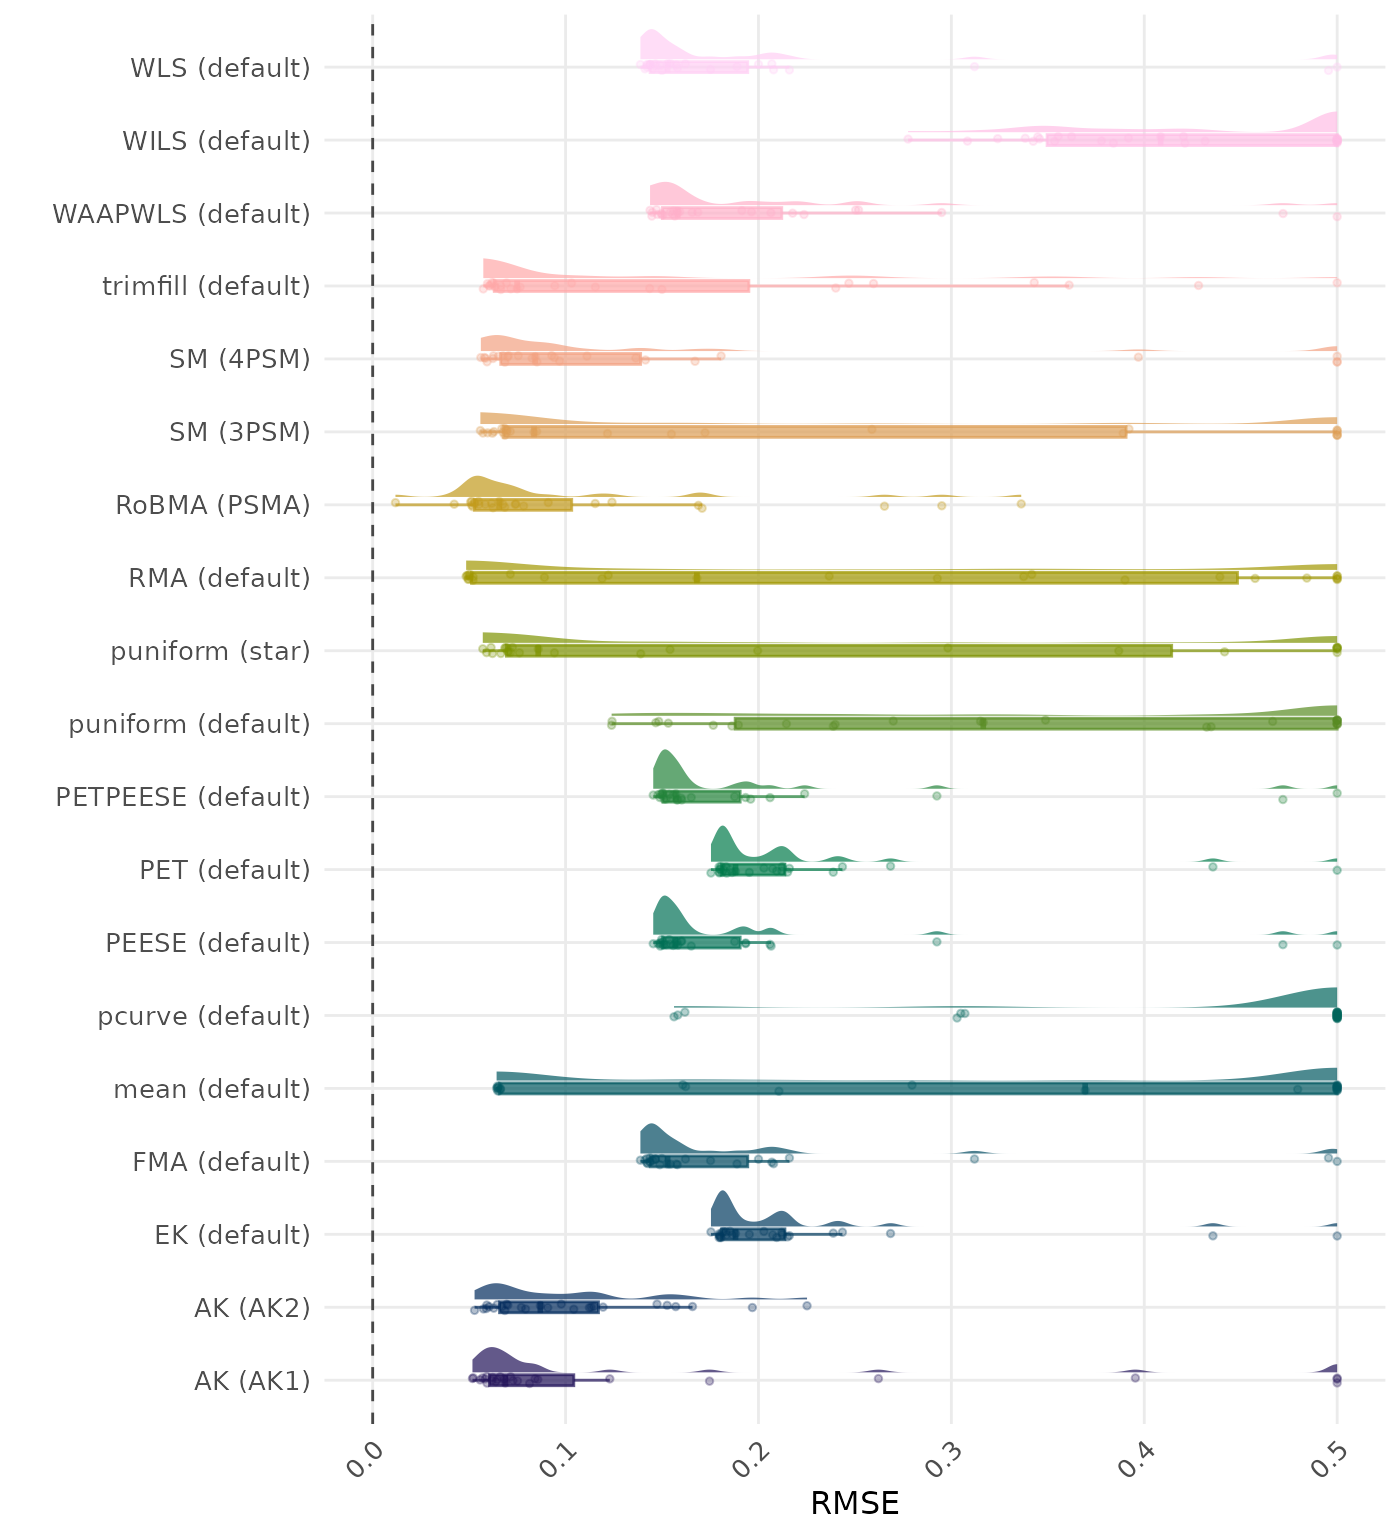 WLS (default)
WILS (default)
WAAPWLS (default)
trimfill (default)
SM (4PSM)
SM (3PSM)
RoBMA (PSMA)
RMA (default)
puniform (star)
puniform (default)
PETPEESE (default)
PET (default)
PEESE (default)
pcurve (default)
mean (default)
FMA (default)
EK (default)
AK (AK2)
AK (AK1)
0.0 0.1 0.2 0.3 0.4 0.5
RMSE